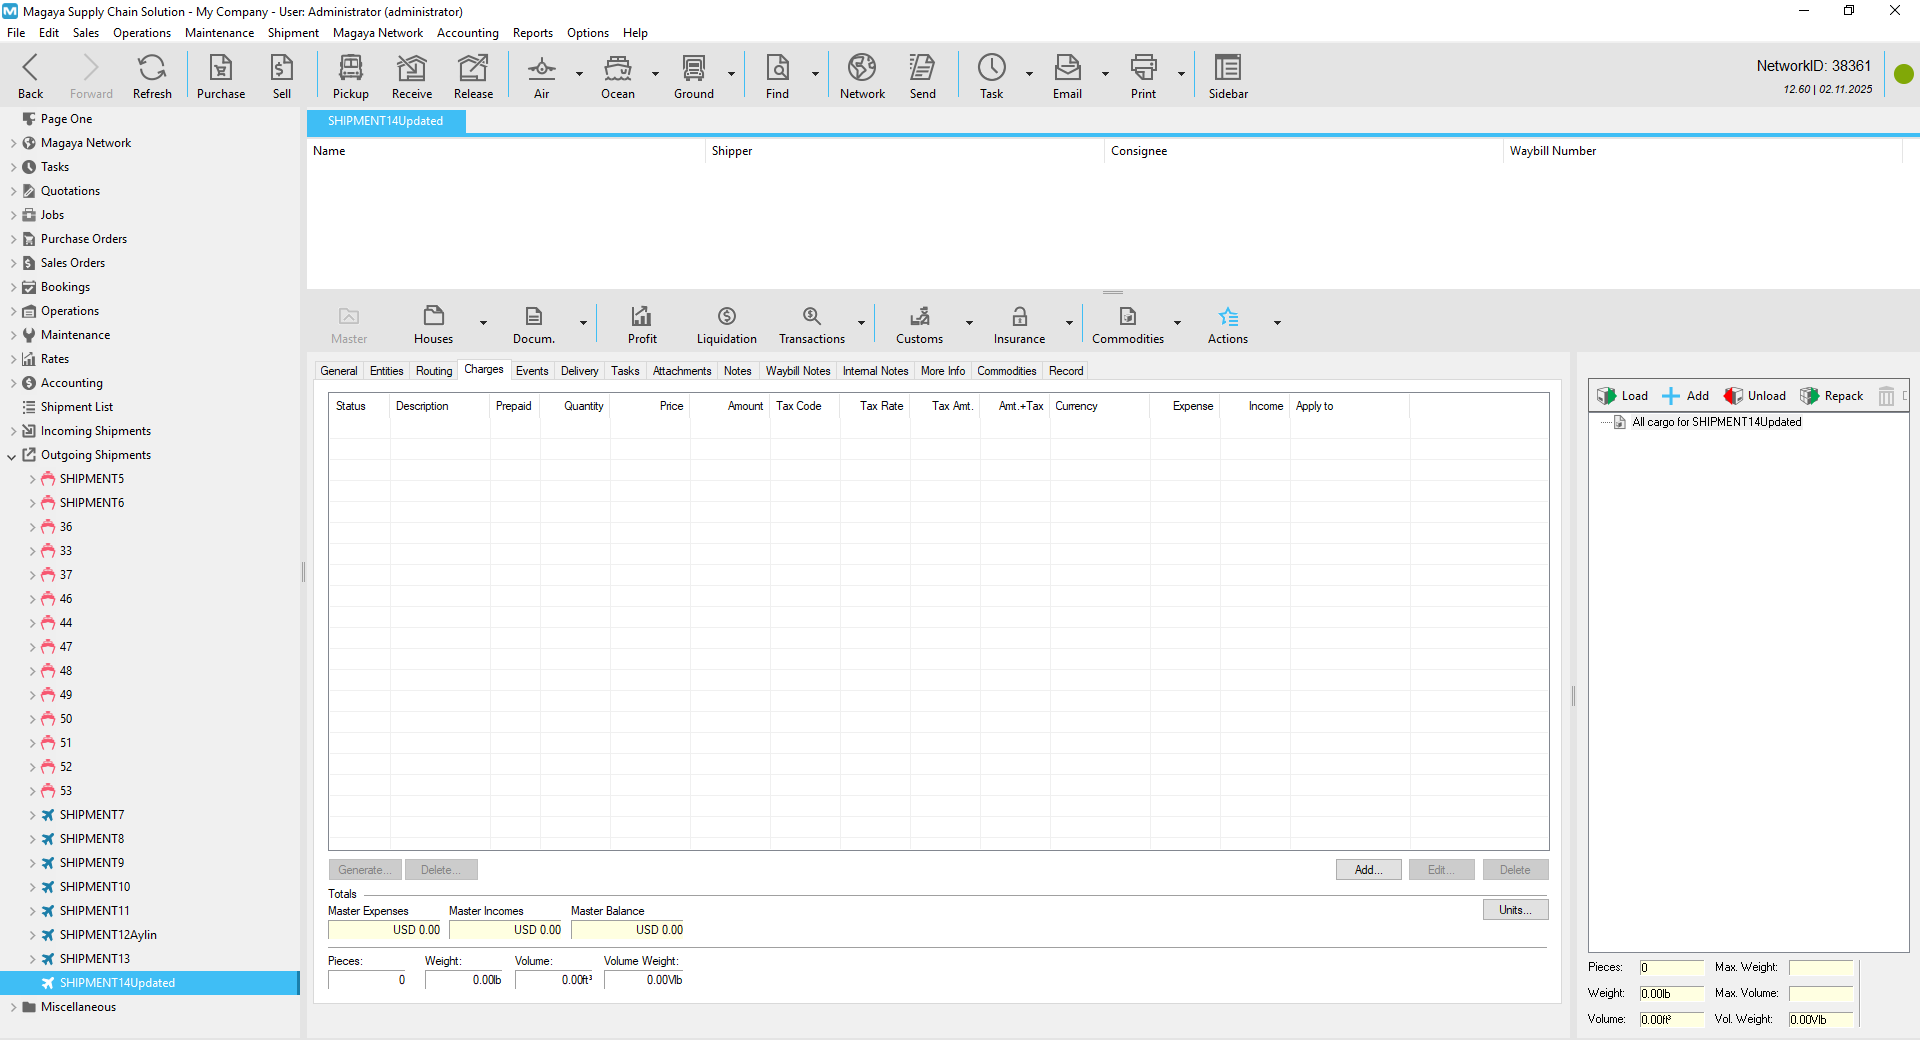 Magaya Supply Chain Solution - My Company - User: Administrator (administrator)
File Edit Sales Operations Maintenance Shipment Magaya Network Accounting Reports Options Help
Back Forward Refresh Purchase Sell Pickup Receive Release Air Ocean Ground Find Network Send Task Email Print Sidebar
NetworkID: 38361
12.60 | 02.11.2025
Page One
Magaya Network
Tasks
Quotations
Jobs
Purchase Orders
Sales Orders
Bookings
Operations
Maintenance
Rates
Accounting
Shipment List
Incoming Shipments
Outgoing Shipments
SHIPMENT5
SHIPMENT6
36
33
37
46
44
47
48
49
50
51
52
53
SHIPMENT7
SHIPMENT8
SHIPMENT9
SHIPMENT10
SHIPMENT11
SHIPMENT12Aylin
SHIPMENT13
SHIPMENT14Updated
Miscellaneous
SHIPMENT14Updated
Name Shipper Consignee Waybill Number
Master Houses Docum. Profit Liquidation Transactions Customs Insurance Commodities Actions
General Entities Routing Charges Events Delivery Tasks Attachments Notes Waybill Notes Internal Notes More Info Commodities Record
Status Description Prepaid Quantity Price Amount Tax Code Tax Rate Tax Amt. Amt.+Tax Currency Expense Income Apply to
Generate... Delete... Add... Edit... Delete
Totals
Master Expenses Master Incomes Master Balance Units...
USD 0.00 USD 0.00 USD 0.00
Pieces: Weight: Volume: Volume Weight:
0 0.00lb 0.00ft³ 0.00Vlb
Load Add Unload Repack
All cargo for SHIPMENT14Updated
Pieces: 0 Max. Weight:
Weight: 0.00lb Max. Volume:
Volume: 0.00ft³ Vol. Weight: 0.00Vlb